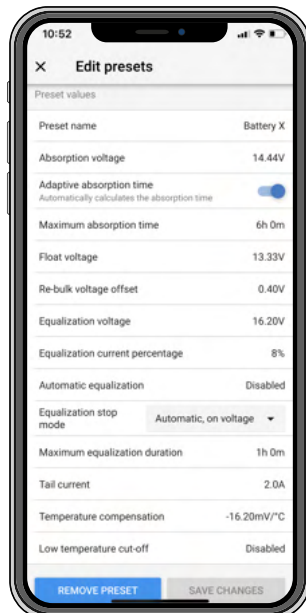 10:52
× Edit presets
Preset values
Preset name Battery X
Absorption voltage 14.44V
Adaptive absorption time
Automatically calculates the absorption time
Maximum absorption time 6h 0m
Float voltage 13.33V
Re-bulk voltage offset 0.40V
Equalization voltage 16.20V
Equalization current percentage 8%
Automatic equalization Disabled
Equalization stop
mode Automatic, on voltage
Maximum equalization duration 1h 0m
Tail current 2.0A
Temperature compensation -16.20mV/°C
Low temperature cut-off Disabled
REMOVE PRESET SAVE CHANGES